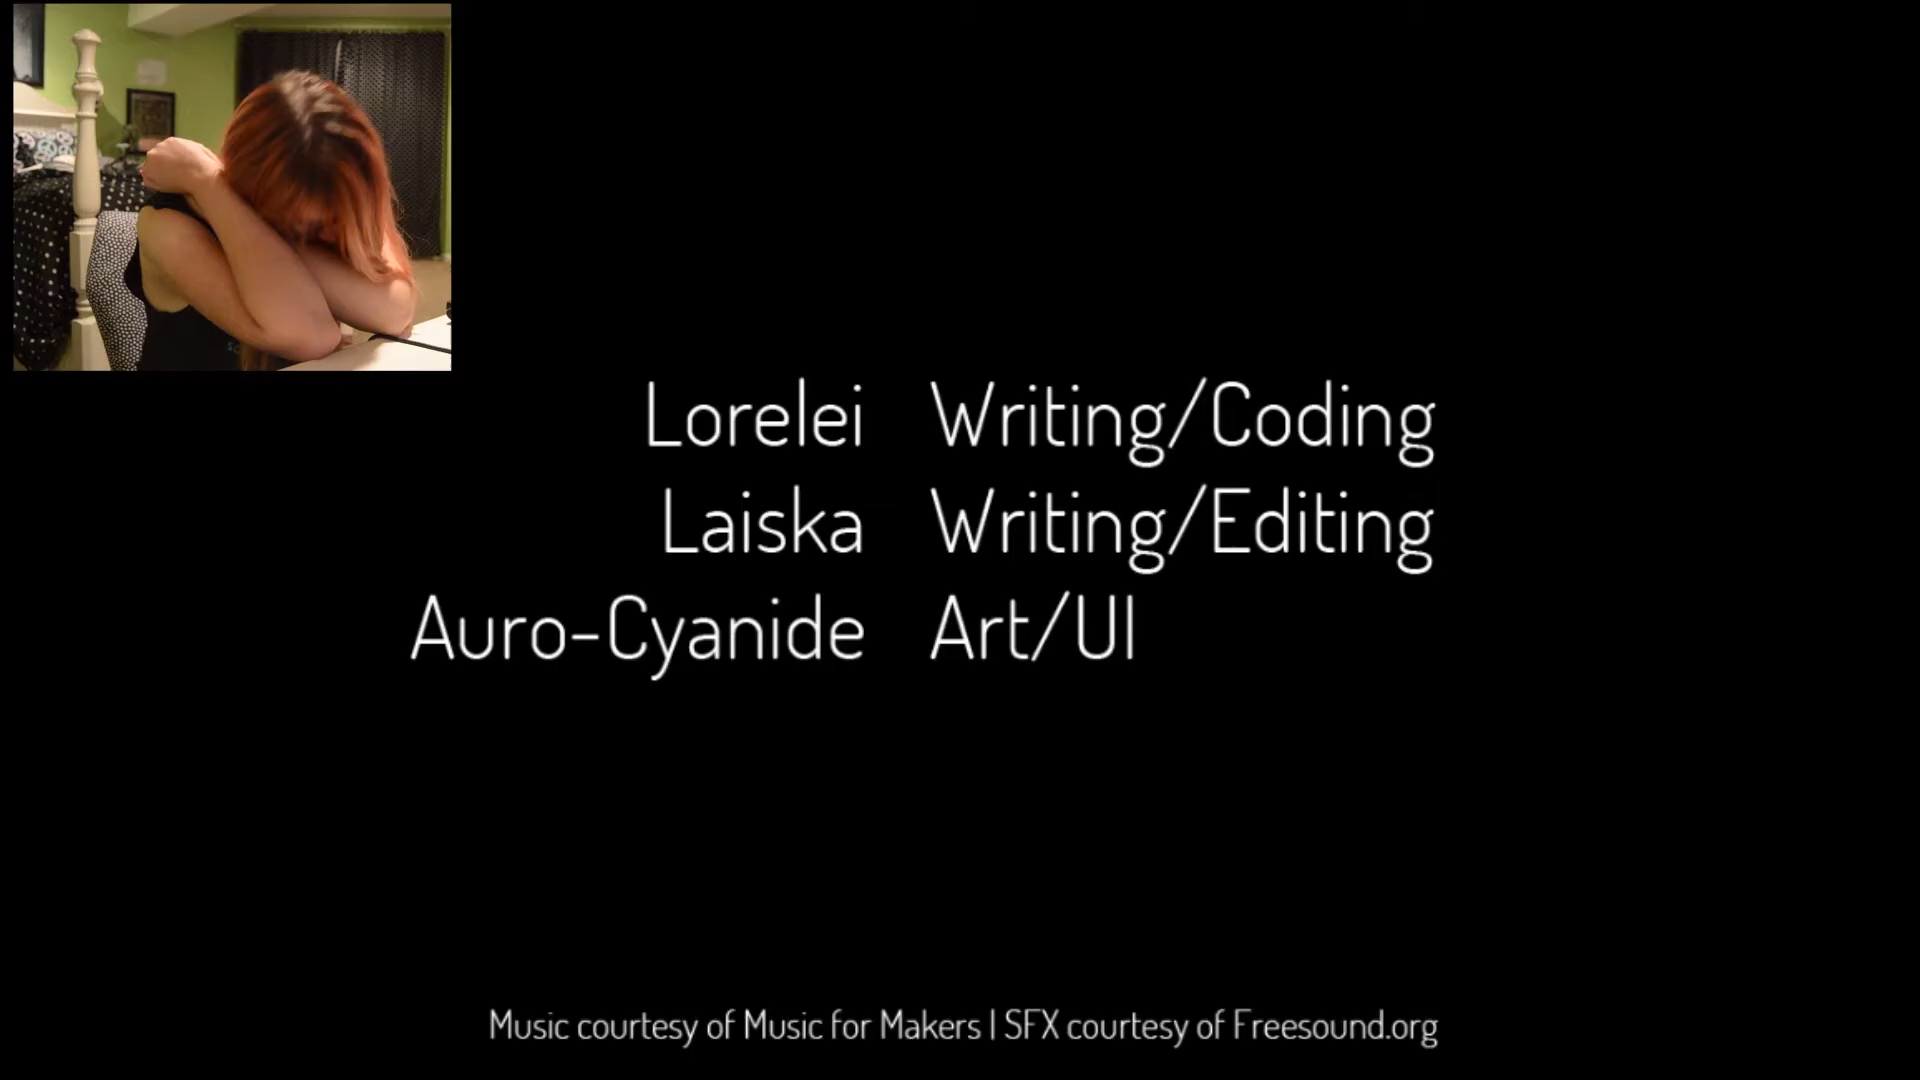 Lorelei Writing/Coding
Laiska Writing/Editing
Auro-Cyanide Art/UI
Music courtesy of Music for Makers | SFX courtesy of Freesound.org